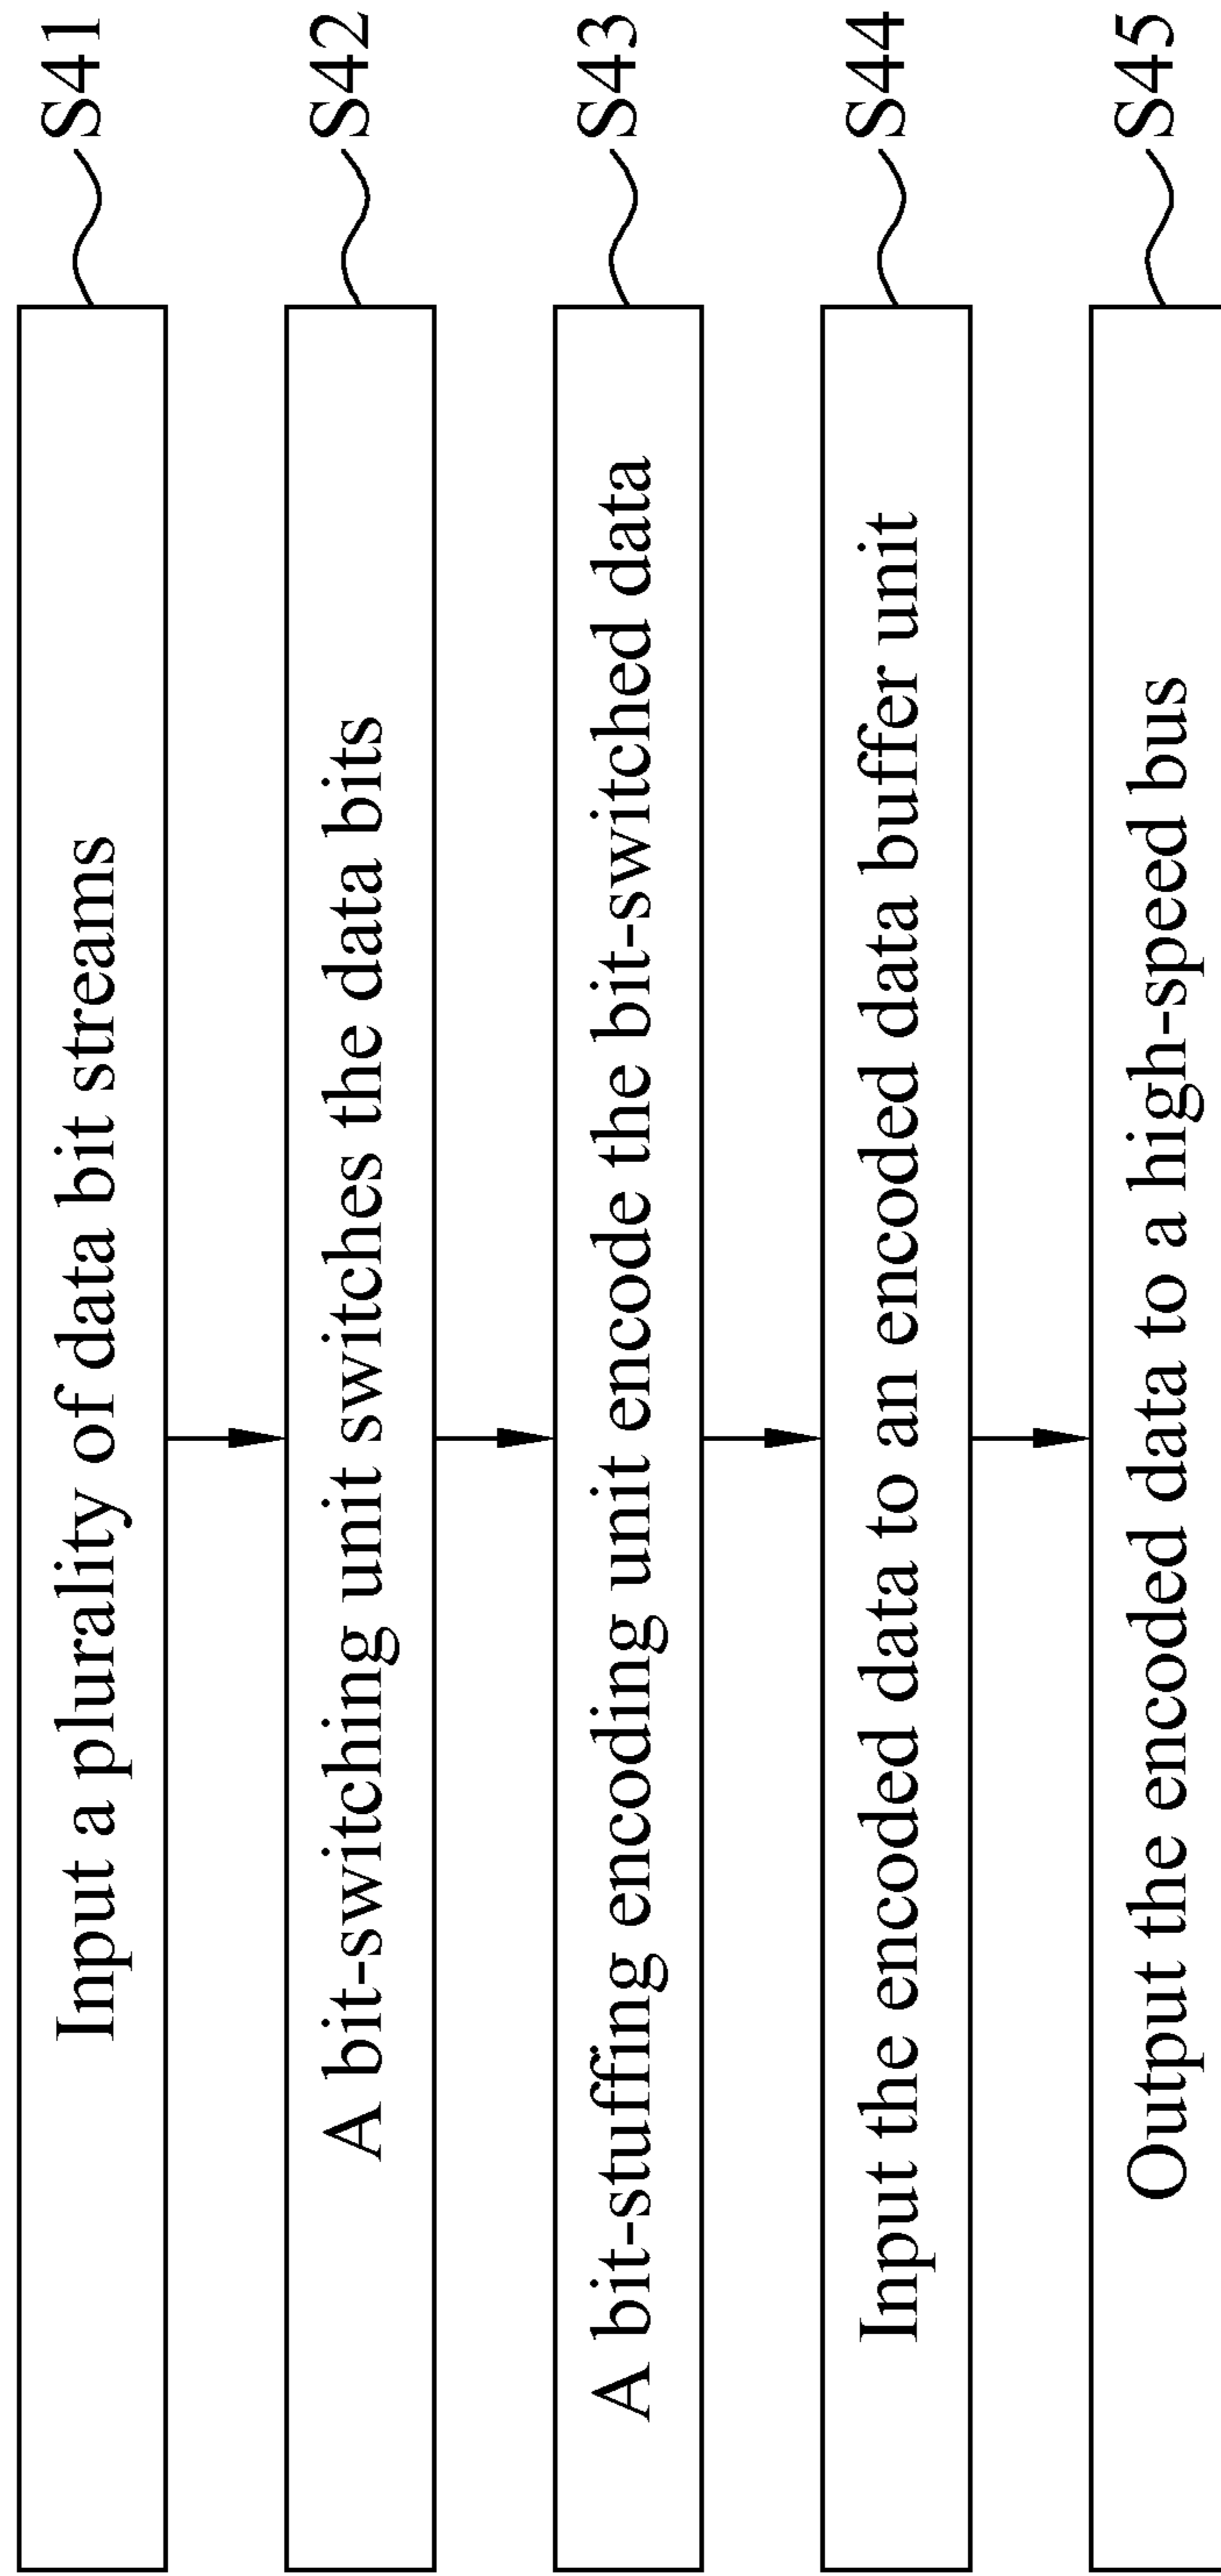 Input a plurality of data bit streams
S41
A bit-switching unit switches the data bits
S42
A bit-stuffing encoding unit encode the bit-switched data
S43
Input the encoded data to an encoded data buffer unit
S44
Output the encoded data to a high-speed bus
S45